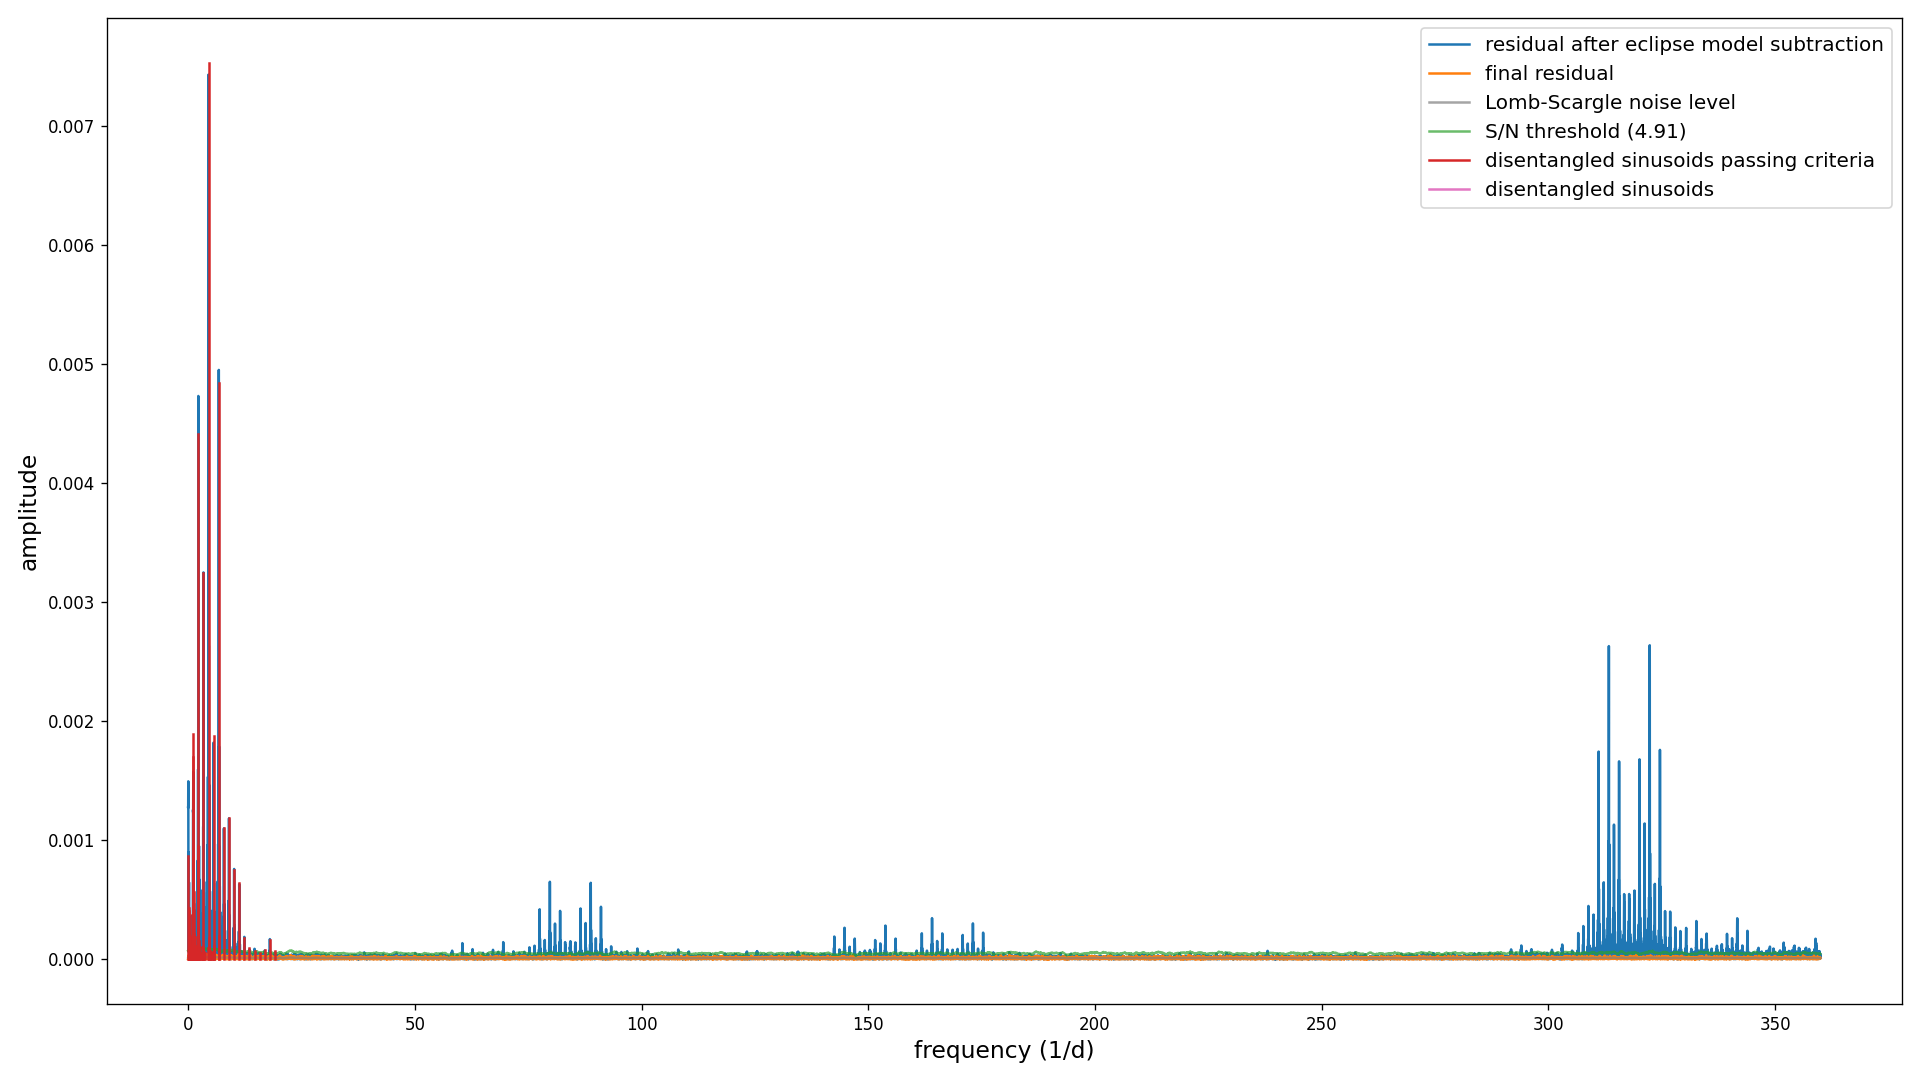 residual after eclipse model subtraction
final residual
Lomb-Scargle noise level
S/N threshold (4.91)
disentangled sinusoids passing criteria
disentangled sinusoids
amplitude
0.007
0.006
0.005
0.004
0.003
0.002
0.001
0.000
0 50 100 150 200 250 300 350
frequency (1/d)